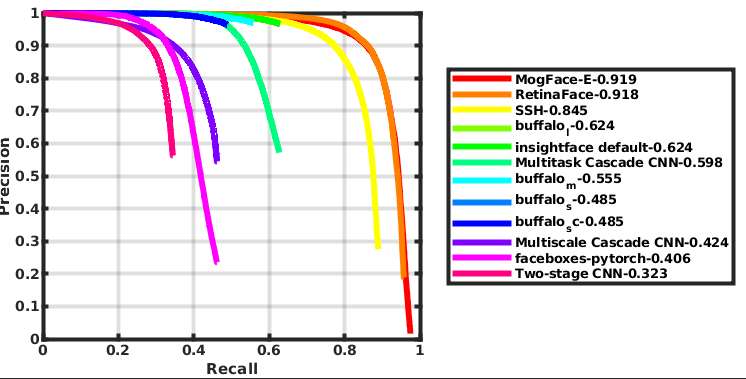 1
0.9
0.8
0.7
0.6
0.5
0.4
0.3
0.2
0.1
0
Precision
0 0.2 0.4 0.6 0.8 1
Recall
MogFace-E-0.919
RetinaFace-0.918
SSH-0.845
buffalo_l-0.624
insightface default-0.624
Multitask Cascade CNN-0.598
buffalo_m-0.555
buffalo_s-0.485
buffalo_sc-0.485
Multiscale Cascade CNN-0.424
faceboxes-pytorch-0.406
Two-stage CNN-0.323